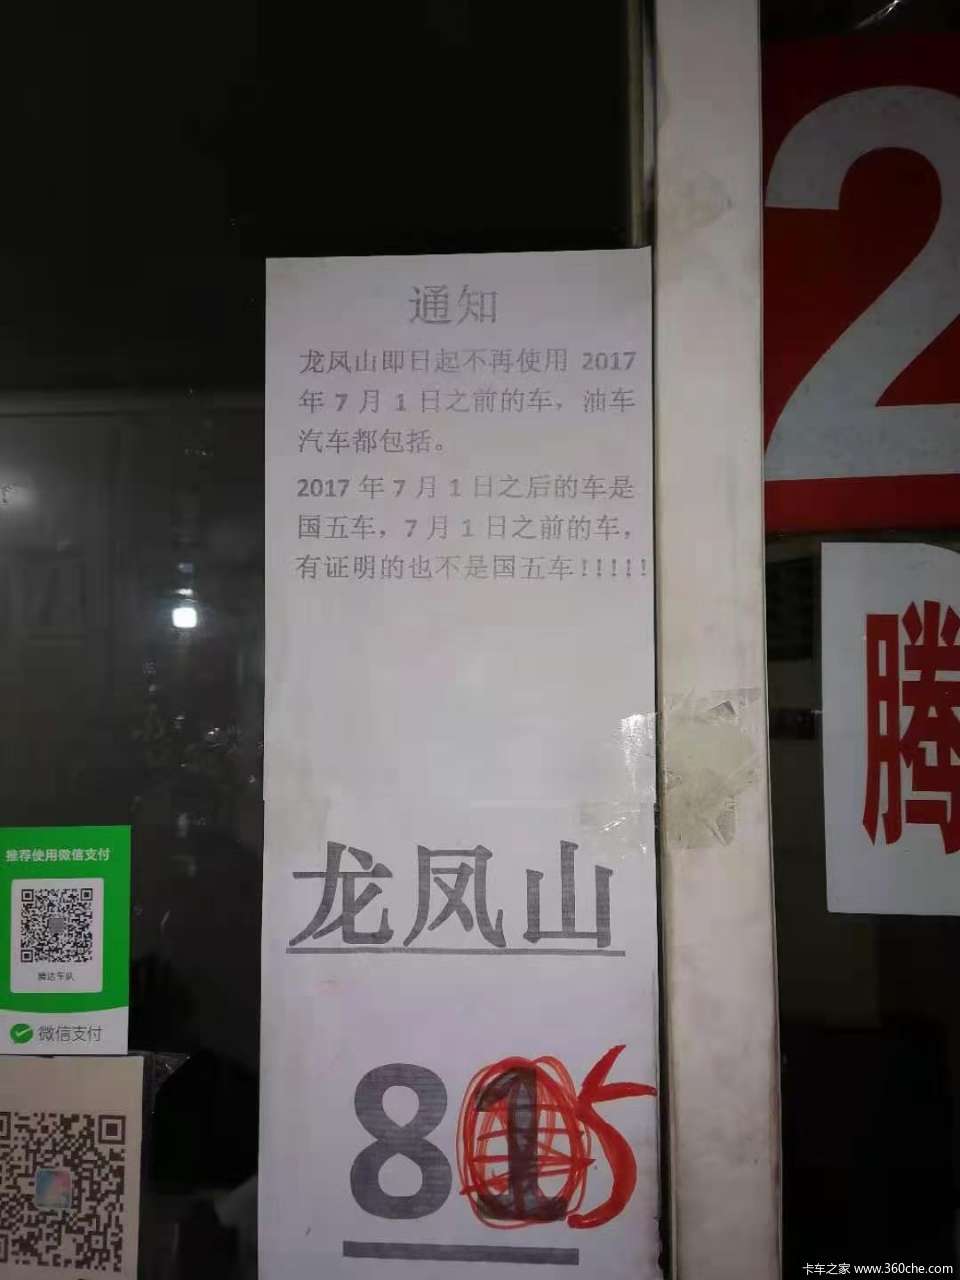 通知
龙凤山即日起不再使用 2017
年 7 月 1 日之前的车，油车
汽车都包括。
2017 年 7 月 1 日之后的车是
国五车，7 月 1 日之前的车，
有证明的也不是国五车!!!!!
龙凤山
815
2
腾
推荐使用微信支付
腾达车队
微信支付
卡车之家 www.360che.com